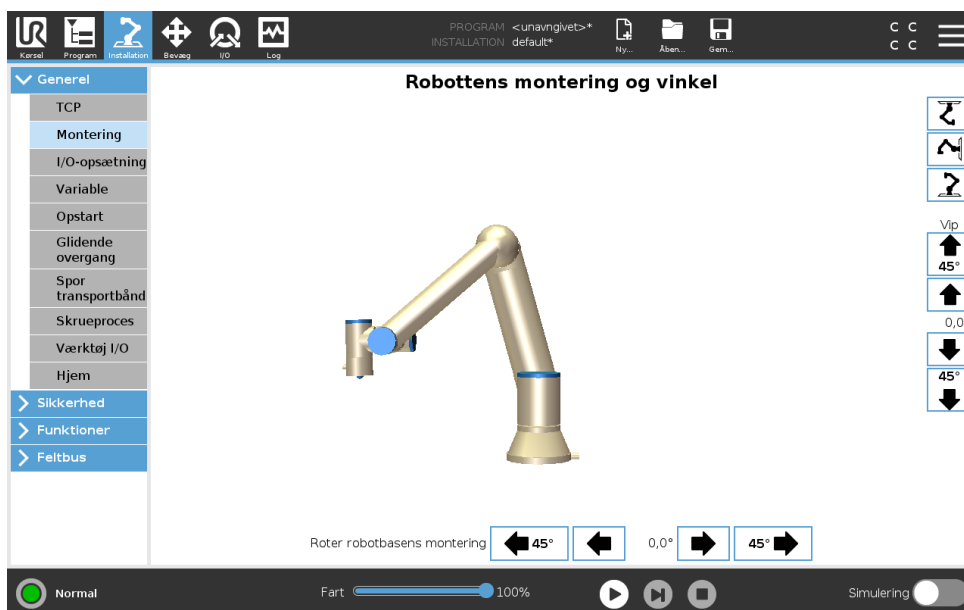 UR
PROGRAM <unavngivet>*
INSTALLATION default*
C C
C C
Kørsel Program Installation Bevæg I/O Log Ny... Åben... Gem...
Generel
TCP
Montering
I/O-opsætning
Variable
Opstart
Glidende
overgang
Spor
transportbånd
Skrueproces
Værktøj I/O
Hjem
Sikkerhed
Funktioner
Feltbus
Robottens montering og vinkel
Vip
45°
0,0
45°
Roter robotbasens montering 45° 0,0° 45°
Normal Fart 100% Simulering